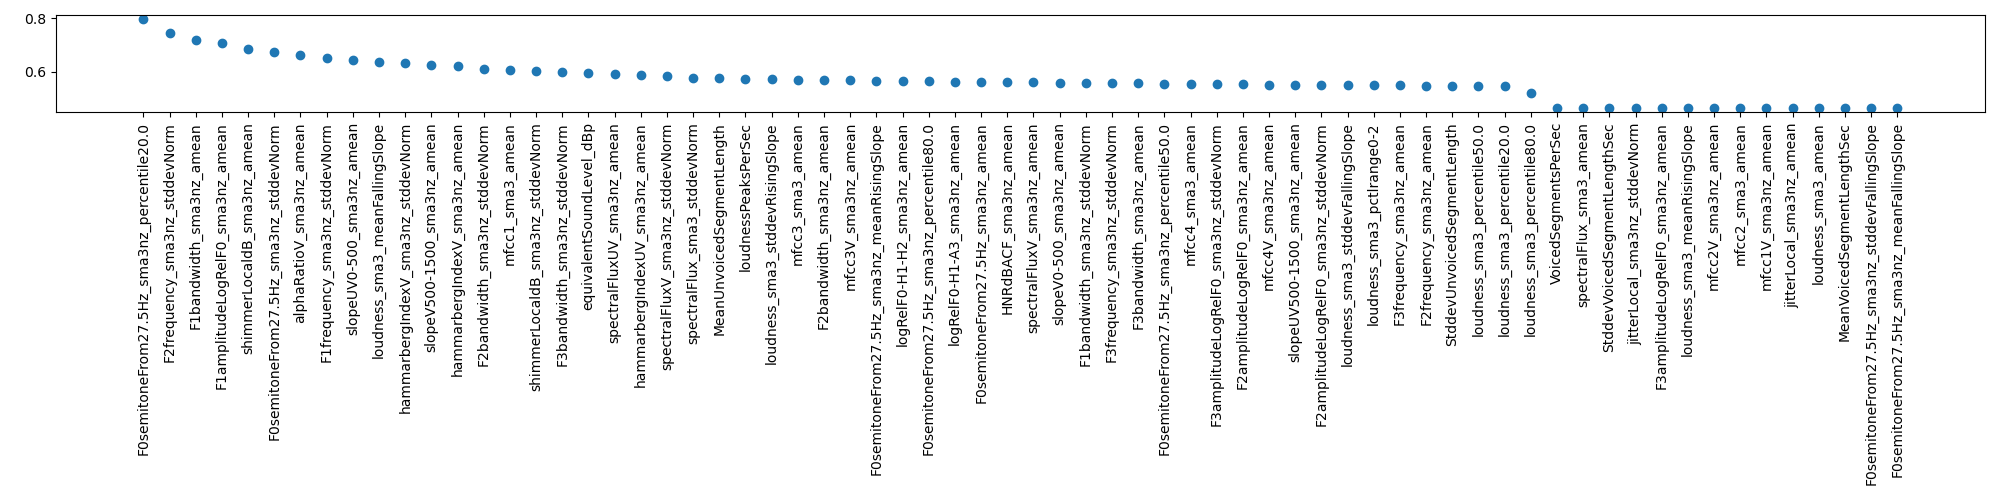 0.8
0.6
F0semitoneFrom27.5Hz_sma3nz_percentile20.0
F2frequency_sma3nz_stddevNorm
F1bandwidth_sma3nz_amean
F1amplitudeLogRelF0_sma3nz_amean
shimmerLocaldB_sma3nz_amean
F0semitoneFrom27.5Hz_sma3nz_stddevNorm
alphaRatioV_sma3nz_amean
F1frequency_sma3nz_stddevNorm
slopeUV0-500_sma3nz_amean
loudness_sma3_meanFallingSlope
hammarbergIndexV_sma3nz_stddevNorm
slopeV500-1500_sma3nz_amean
hammarbergIndexV_sma3nz_amean
F2bandwidth_sma3nz_stddevNorm
mfcc1_sma3_amean
shimmerLocaldB_sma3nz_stddevNorm
F3bandwidth_sma3nz_stddevNorm
equivalentSoundLevel_dBp
spectralFluxUV_sma3nz_amean
hammarbergIndexUV_sma3nz_amean
spectralFluxV_sma3nz_stddevNorm
spectralFlux_sma3_stddevNorm
MeanUnvoicedSegmentLength
loudnessPeaksPerSec
loudness_sma3_stddevRisingSlope
mfcc3_sma3_amean
F2bandwidth_sma3nz_amean
mfcc3V_sma3nz_amean
F0semitoneFrom27.5Hz_sma3nz_meanRisingSlope
logRelF0-H1-H2_sma3nz_amean
F0semitoneFrom27.5Hz_sma3nz_percentile80.0
logRelF0-H1-A3_sma3nz_amean
F0semitoneFrom27.5Hz_sma3nz_amean
HNRdBACF_sma3nz_amean
spectralFluxV_sma3nz_amean
slopeV0-500_sma3nz_amean
F1bandwidth_sma3nz_stddevNorm
F3frequency_sma3nz_stddevNorm
F3bandwidth_sma3nz_amean
F0semitoneFrom27.5Hz_sma3nz_percentile50.0
mfcc4_sma3_amean
F3amplitudeLogRelF0_sma3nz_stddevNorm
F2amplitudeLogRelF0_sma3nz_amean
mfcc4V_sma3nz_amean
slopeUV500-1500_sma3nz_amean
F2amplitudeLogRelF0_sma3nz_stddevNorm
loudness_sma3_stddevFallingSlope
loudness_sma3_pctlrange0-2
F3frequency_sma3nz_amean
F2frequency_sma3nz_amean
StddevUnvoicedSegmentLength
loudness_sma3_percentile50.0
loudness_sma3_percentile20.0
loudness_sma3_percentile80.0
VoicedSegmentsPerSec
spectralFlux_sma3_amean
StddevVoicedSegmentLengthSec
jitterLocal_sma3nz_stddevNorm
F3amplitudeLogRelF0_sma3nz_amean
loudness_sma3_meanRisingSlope
mfcc2V_sma3nz_amean
mfcc2_sma3_amean
mfcc1V_sma3nz_amean
jitterLocal_sma3nz_amean
loudness_sma3_amean
MeanVoicedSegmentLengthSec
F0semitoneFrom27.5Hz_sma3nz_stddevFallingSlope
F0semitoneFrom27.5Hz_sma3nz_meanFallingSlope